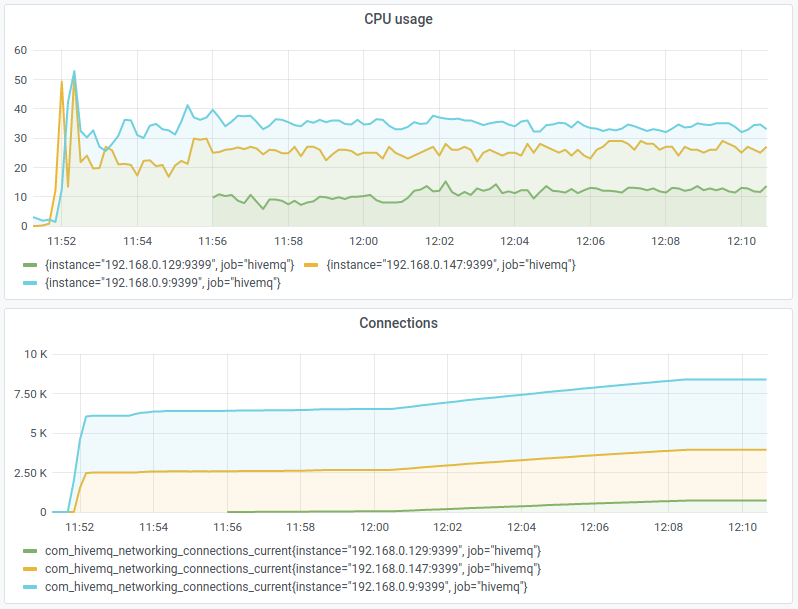 CPU usage
60
50
40
30
20
10
0
11:52 11:54 11:56 11:58 12:00 12:02 12:04 12:06 12:08 12:10
{instance="192.168.0.129:9399", job="hivemq"} {instance="192.168.0.147:9399", job="hivemq"}
{instance="192.168.0.9:9399", job="hivemq"}
Connections
10 K
7.50 K
5 K
2.50 K
0
11:52 11:54 11:56 11:58 12:00 12:02 12:04 12:06 12:08 12:10
com_hivemq_networking_connections_current{instance="192.168.0.129:9399", job="hivemq"}
com_hivemq_networking_connections_current{instance="192.168.0.147:9399", job="hivemq"}
com_hivemq_networking_connections_current{instance="192.168.0.9:9399", job="hivemq"}